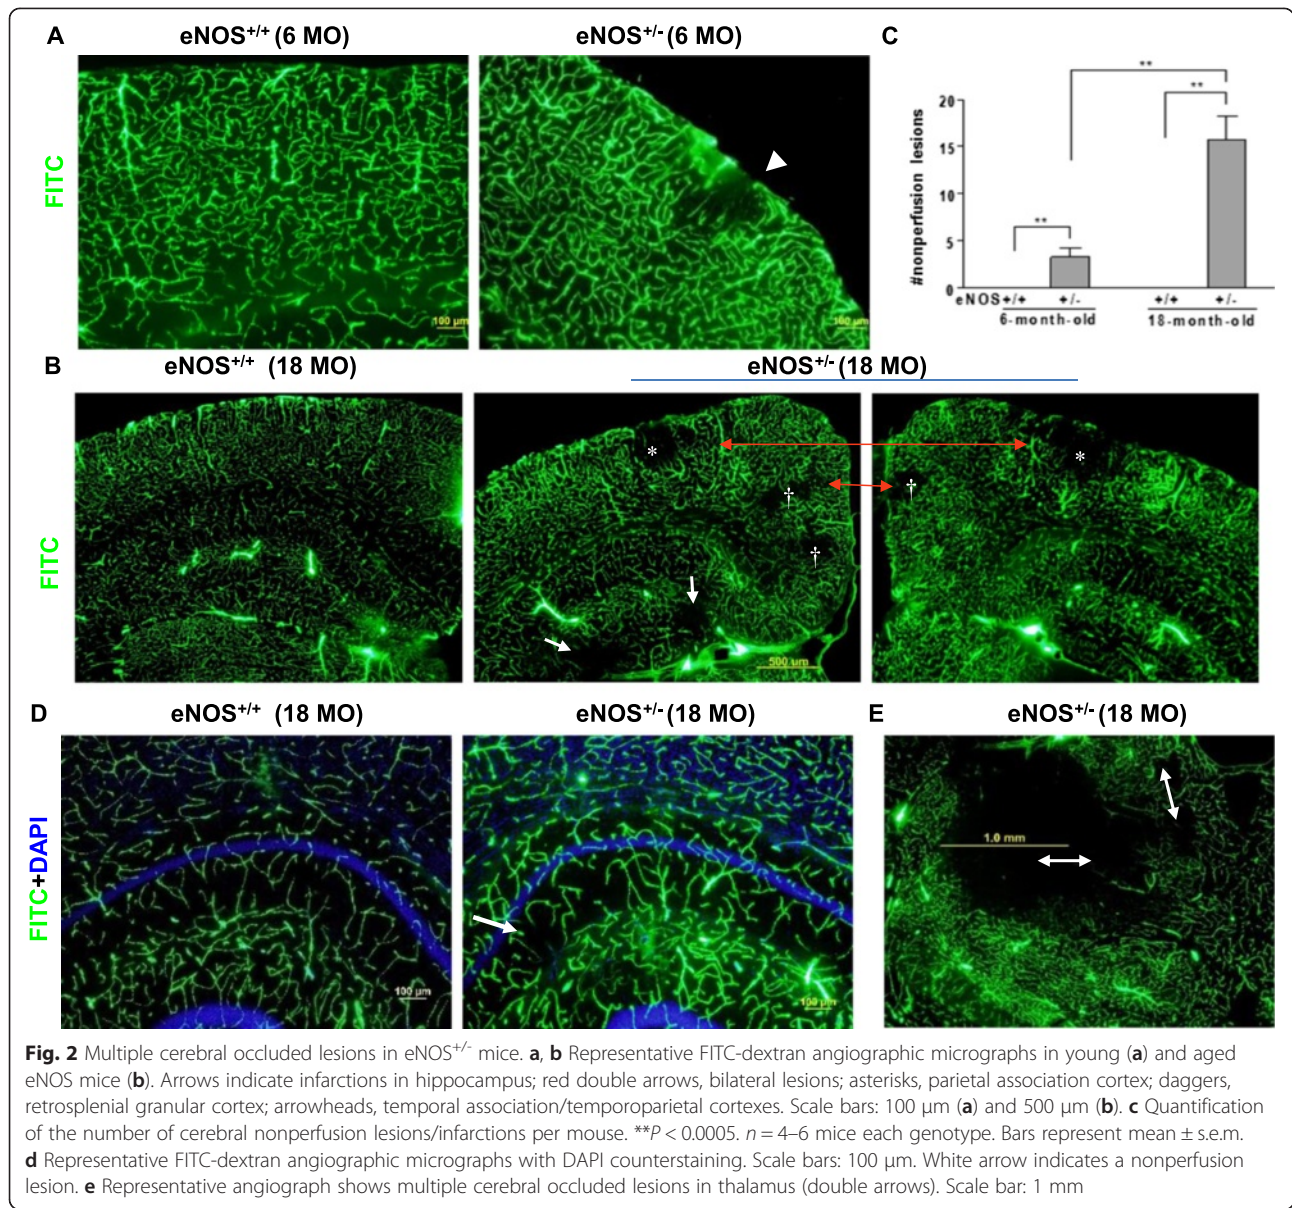 A eNOS+/+ (6 MO) eNOS+/- (6 MO) C
FITC
100 µm 100 µm
** **
**
#nonperfusion lesions
20
15
10
5
0
eNOS +/+ +/- +/+ +/-
6-month-old 18-month-old
B eNOS+/+ (18 MO) eNOS+/- (18 MO)
FITC
* *
† †
†
500 µm
D eNOS+/+ (18 MO) eNOS+/- (18 MO) E eNOS+/- (18 MO)
FITC+DAPI
1.0 mm
100 µm 100 µm
Fig. 2 Multiple cerebral occluded lesions in eNOS+/- mice. a, b Representative FITC-dextran angiographic micrographs in young (a) and aged
eNOS mice (b). Arrows indicate infarctions in hippocampus; red double arrows, bilateral lesions; asterisks, parietal association cortex; daggers,
retrosplenial granular cortex; arrowheads, temporal association/temporoparietal cortexes. Scale bars: 100 µm (a) and 500 µm (b). c Quantification
of the number of cerebral nonperfusion lesions/infarctions per mouse. **P < 0.0005. n = 4–6 mice each genotype. Bars represent mean ± s.e.m.
d Representative FITC-dextran angiographic micrographs with DAPI counterstaining. Scale bars: 100 µm. White arrow indicates a nonperfusion
lesion. e Representative angiograph shows multiple cerebral occluded lesions in thalamus (double arrows). Scale bar: 1 mm